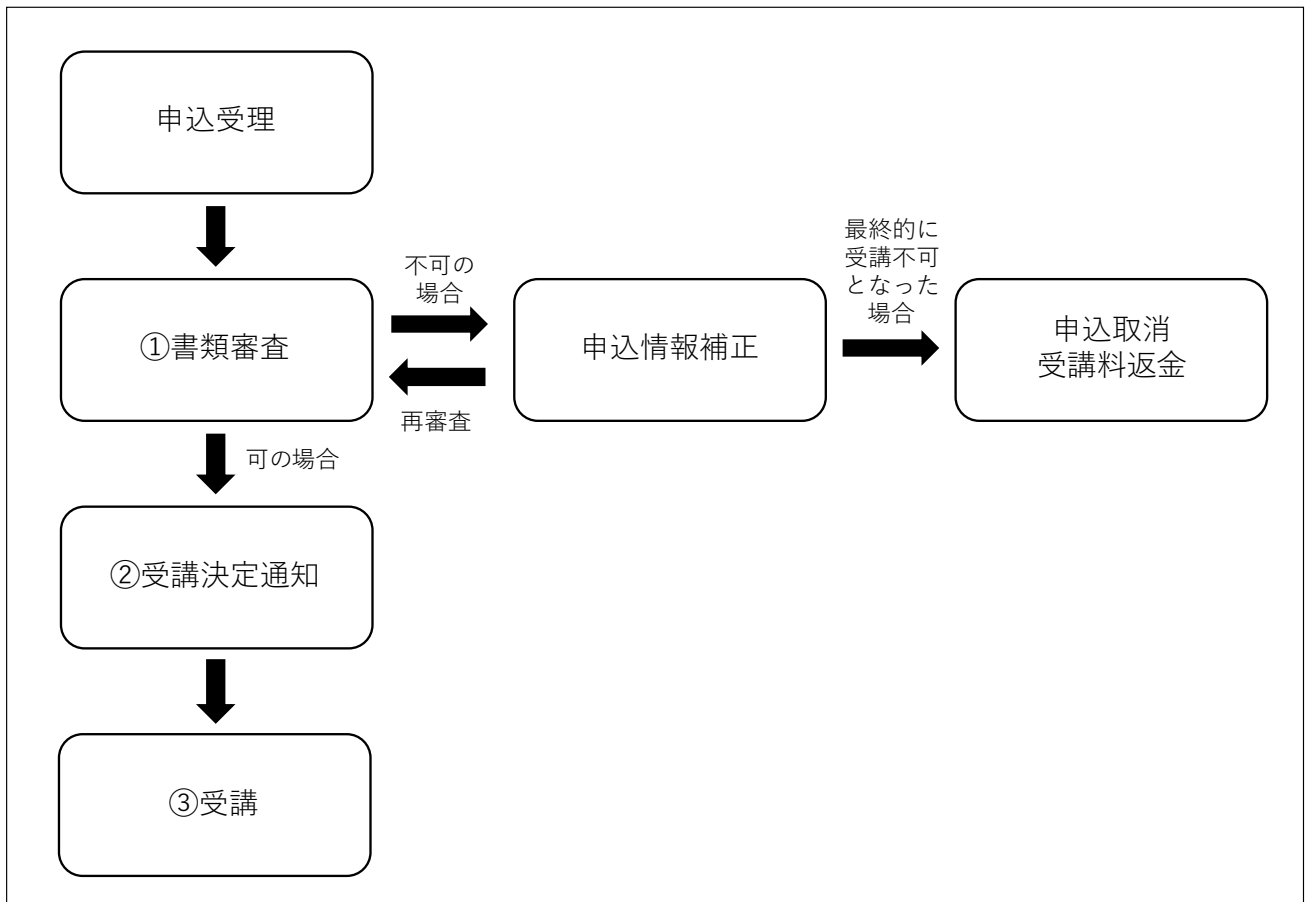 申込受理
①書類審査
不可の
場合
再審査
申込情報補正
最終的に
受講不可
となった
場合
申込取消
受講料返金
可の場合
②受講決定通知
③受講